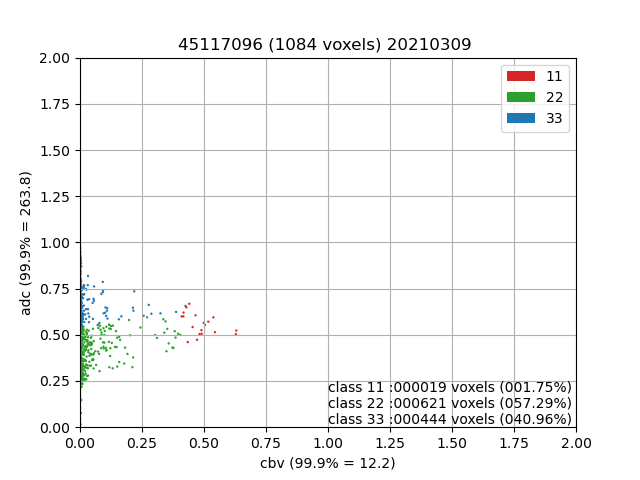 45117096 (1084 voxels) 20210309
11
22
33
adc (99.9% = 263.8)
2.00
1.75
1.50
1.25
1.00
0.75
0.50
0.25
0.00
class 11 :000019 voxels (001.75%)
class 22 :000621 voxels (057.29%)
class 33 :000444 voxels (040.96%)
0.00 0.25 0.50 0.75 1.00 1.25 1.50 1.75 2.00
cbv (99.9% = 12.2)